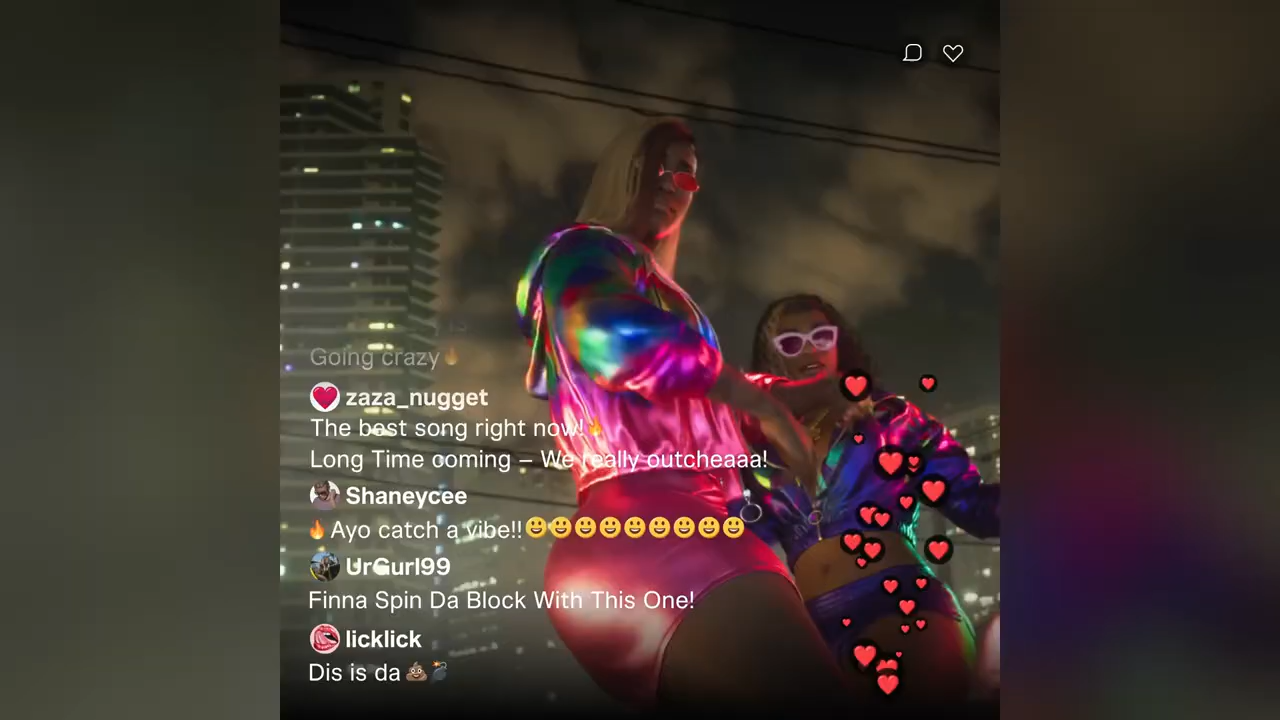 Going crazy🔥
zaza_nugget
The best song right now!🔥
Long Time coming – We really outcheaaa!
Shaneycee
🔥Ayo catch a vibe!!😀😀😀😀😀😀😀😀😀
UrGurl99
Finna Spin Da Block With This One!
licklick
Dis is da💩💣